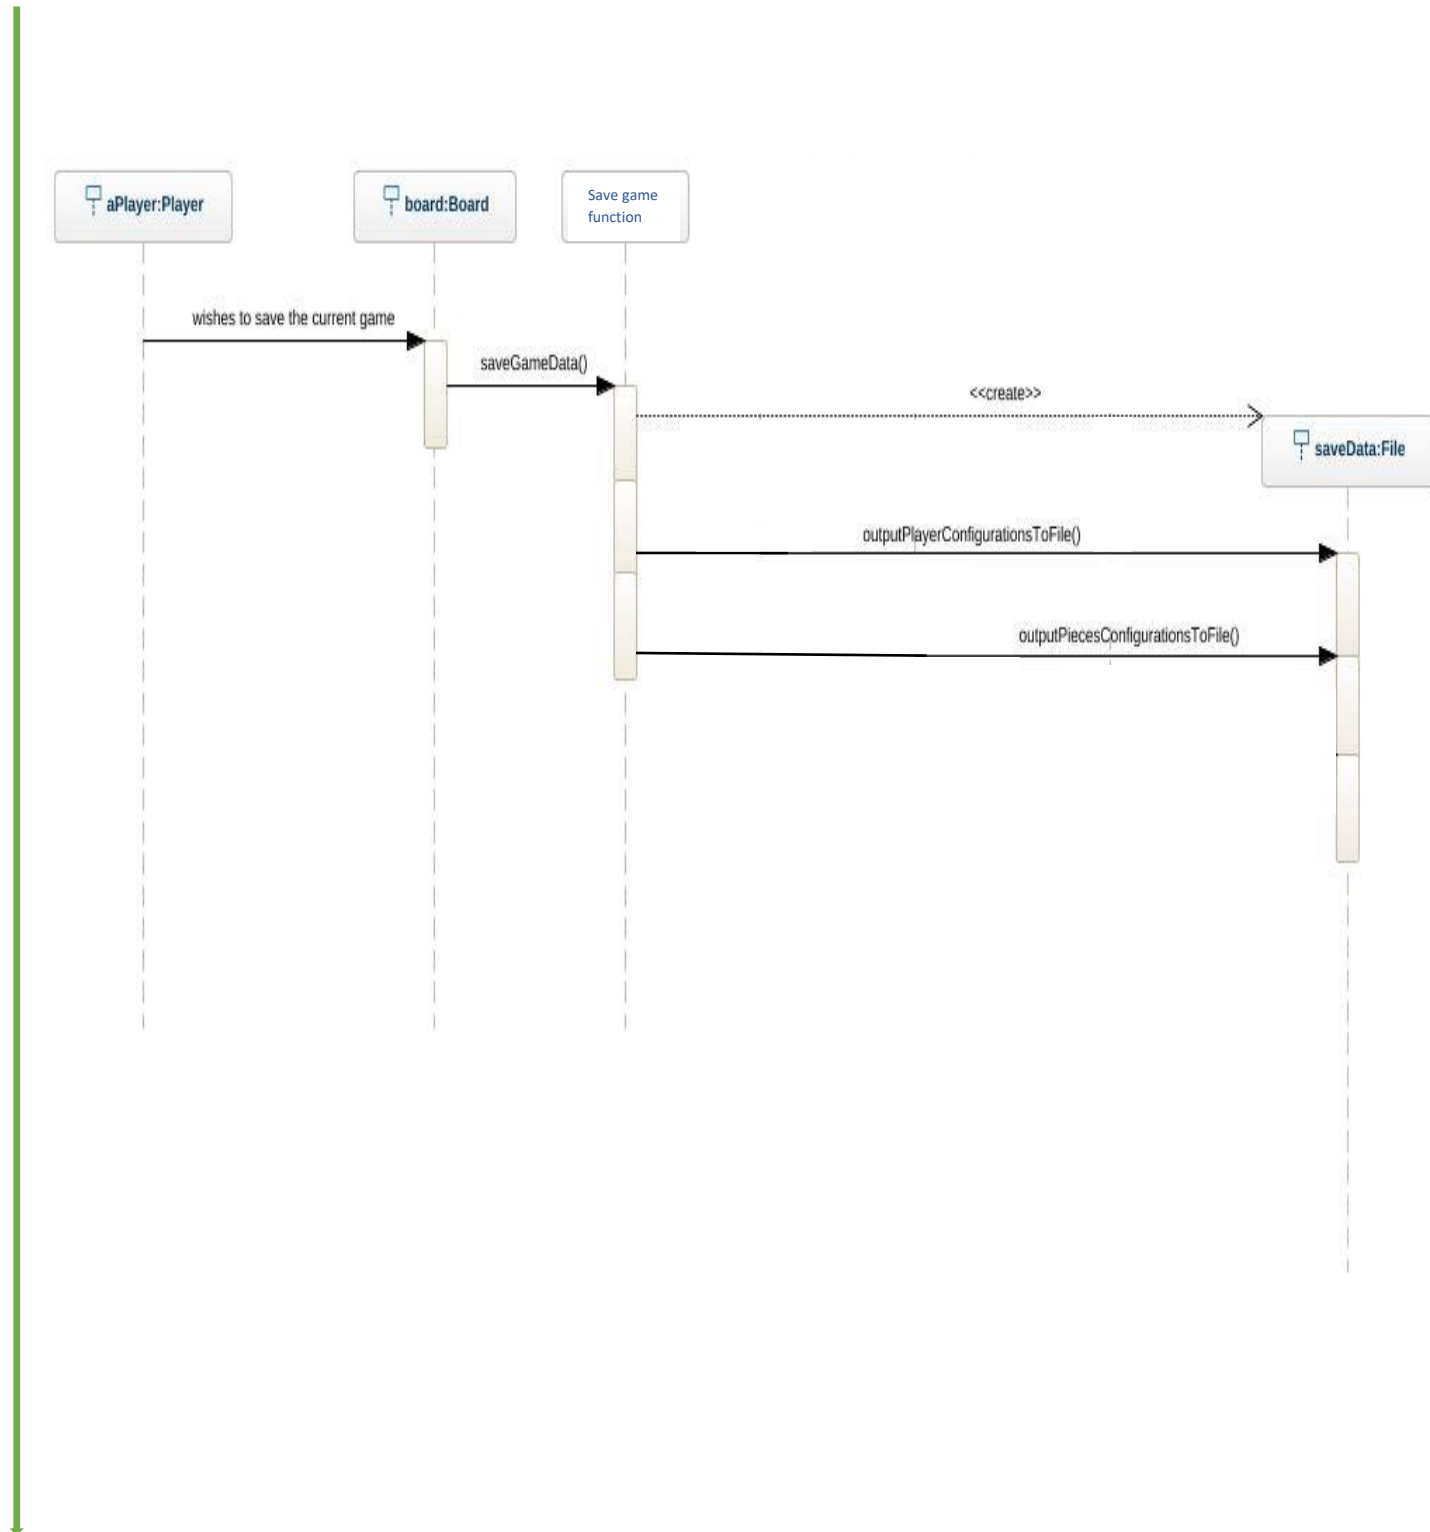 aPlayer:Player
board:Board
Save game
function
wishes to save the current game
saveGameData()
<<create>>
saveData:File
outputPlayerConfigurationsToFile()
outputPiecesConfigurationsToFile()